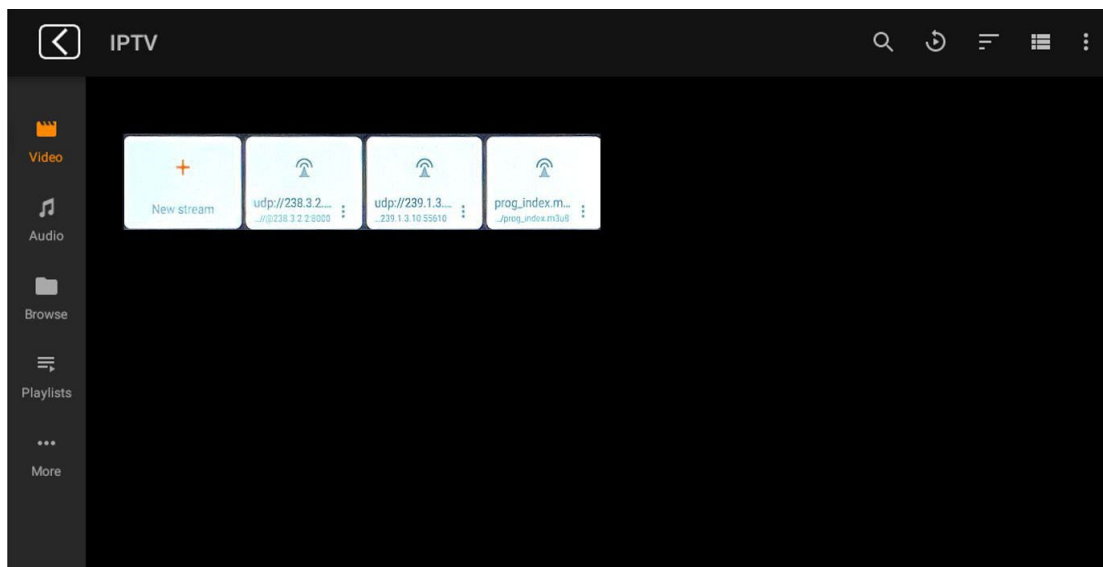 IPTV
Video
Audio
Browse
Playlists
More
New stream
udp://238.3.2....
...//@238.3.2.2:8000
udp://239.1.3....
...239.1.3.10:55610
prog_index.m...
.../prog_index.m3u8